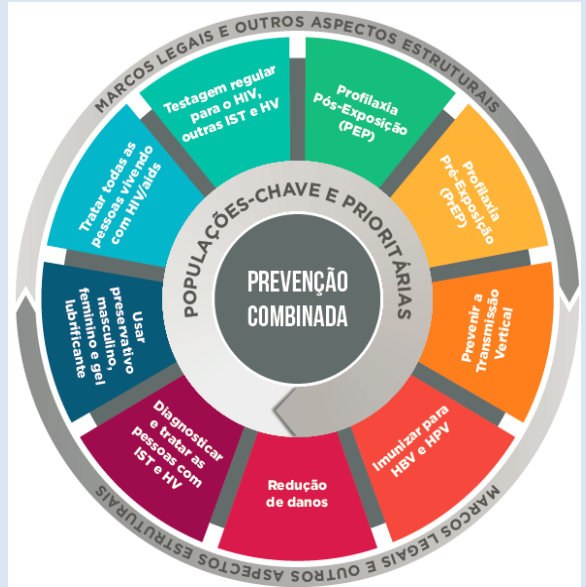 MARCOS LEGAIS E OUTROS ASPECTOS ESTRUTURAIS
Testagem regular
para o HIV,
outras IST e HV
Profilaxia
Pós-Exposição
(PEP)
Profilaxia
Pré-Exposição
(PrEP)
Prevenir a
Transmissão
Vertical
Imunizar para
HBV e HPV
Redução
de danos
Diagnosticar
e tratar as
pessoas com
IST e HV
Usar
preservativo
masculino,
feminino e gel
lubrificante
Tratar todas as
pessoas vivendo
com HIV/aids
POPULAÇÕES-CHAVE E PRIORITÁRIAS
PREVENÇÃO
COMBINADA
MARCOS LEGAIS E OUTROS ASPECTOS ESTRUTURAIS